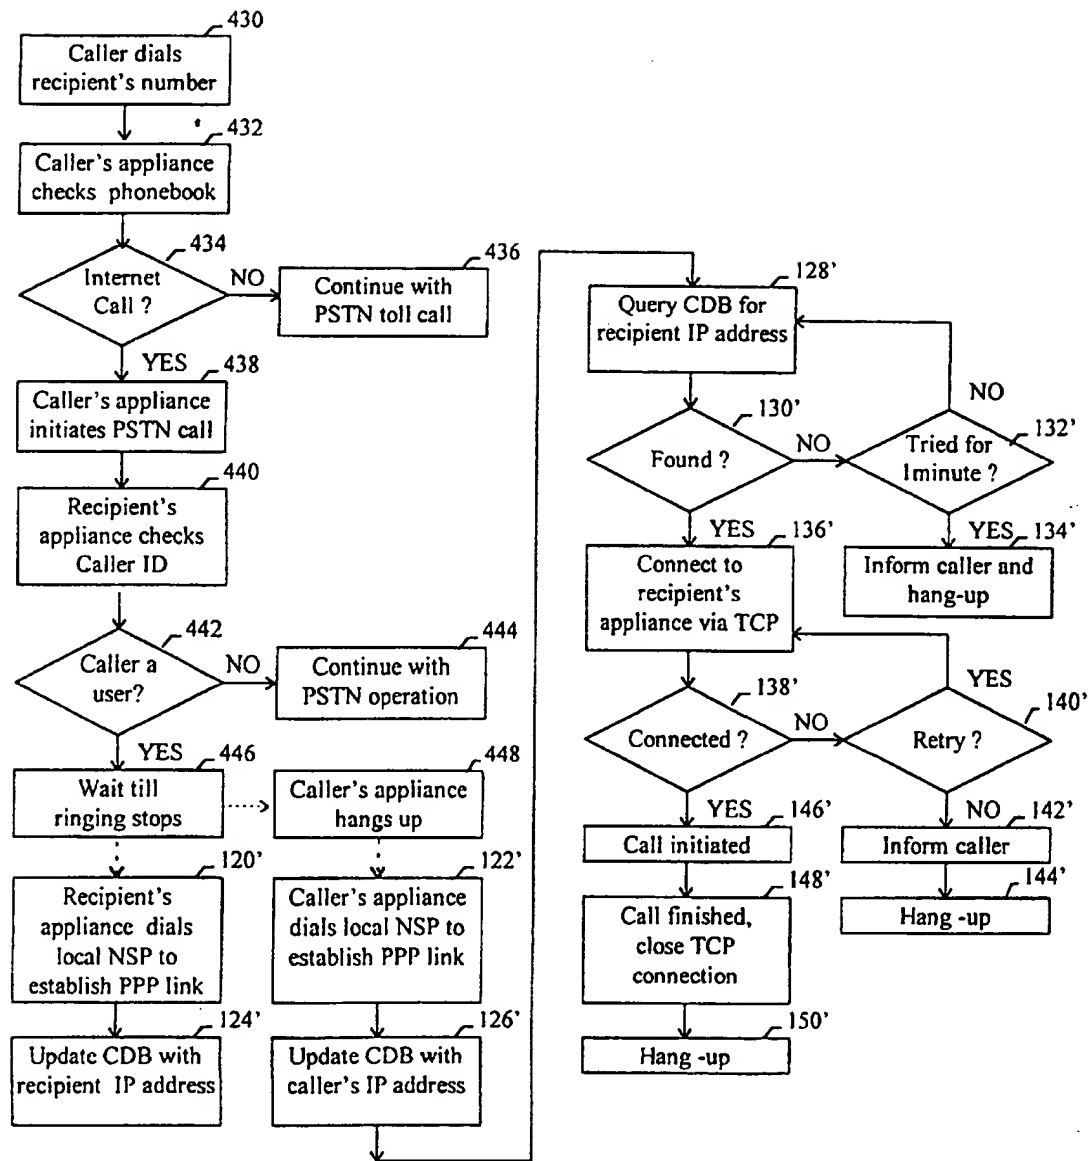 430
Caller dials
recipient's number
432
Caller's appliance
checks phonebook
434
Internet
Call ?
NO
436
Continue with
PSTN toll call
YES
438
Caller's appliance
initiates PSTN call
440
Recipient's
appliance checks
Caller ID
442
Caller a
user?
NO
444
Continue with
PSTN operation
YES
446
Wait till
ringing stops
448
Caller's appliance
hangs up
120'
Recipient's
appliance dials
local NSP to
establish PPP link
122'
Caller's appliance
dials local NSP to
establish PPP link
124'
Update CDB with
recipient IP address
126'
Update CDB with
caller's IP address
128'
Query CDB for
recipient IP address
130'
Found ?
NO
NO
132'
Tried for
1minute ?
YES
134'
Inform caller and
hang-up
YES
136'
Connect to
recipient's
appliance via TCP
138'
Connected ?
NO
YES
140'
Retry ?
NO
142'
Inform caller
144'
Hang -up
YES
146'
Call initiated
148'
Call finished,
close TCP
connection
150'
Hang -up